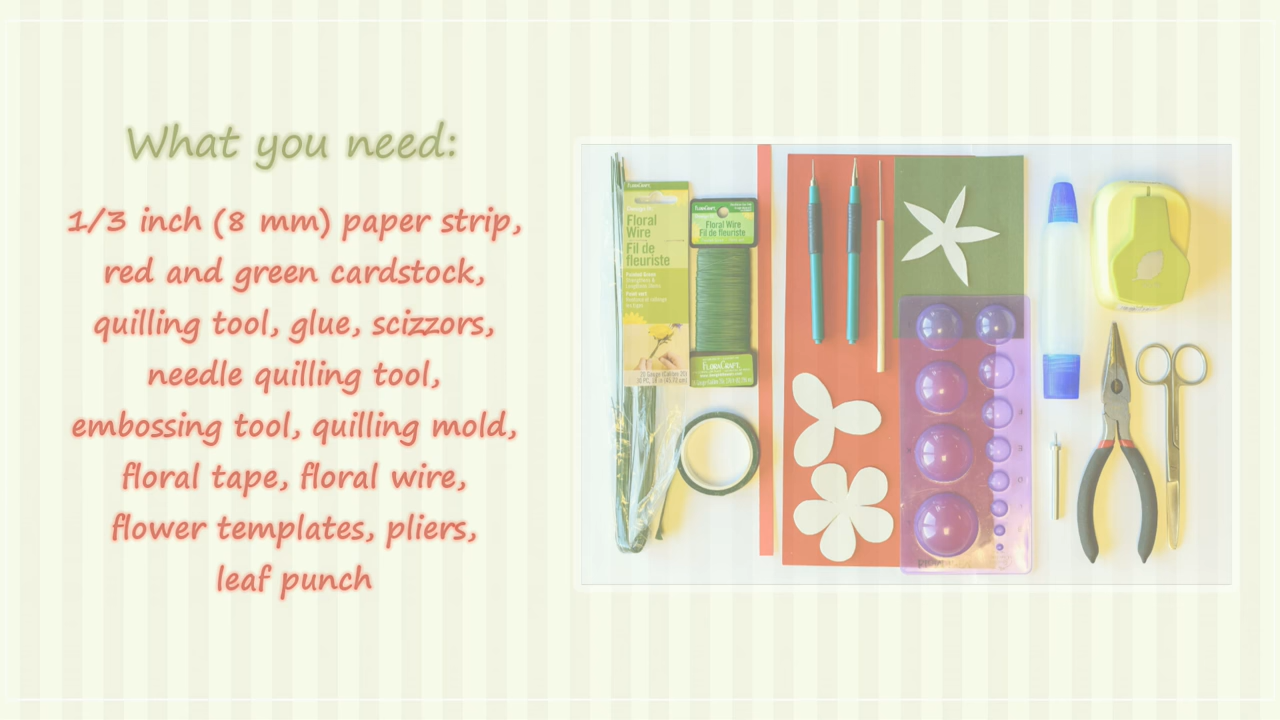 What you need:
1/3 inch (8 mm) paper strip,
red and green cardstock,
quilling tool, glue, scizzors,
needle quilling tool,
embossing tool, quilling mold,
floral tape, floral wire,
flower templates, pliers,
leaf punch
Floral
Wire
Fil de
fleuriste
Floral Wire
Fil de fleuriste
FloraCraft